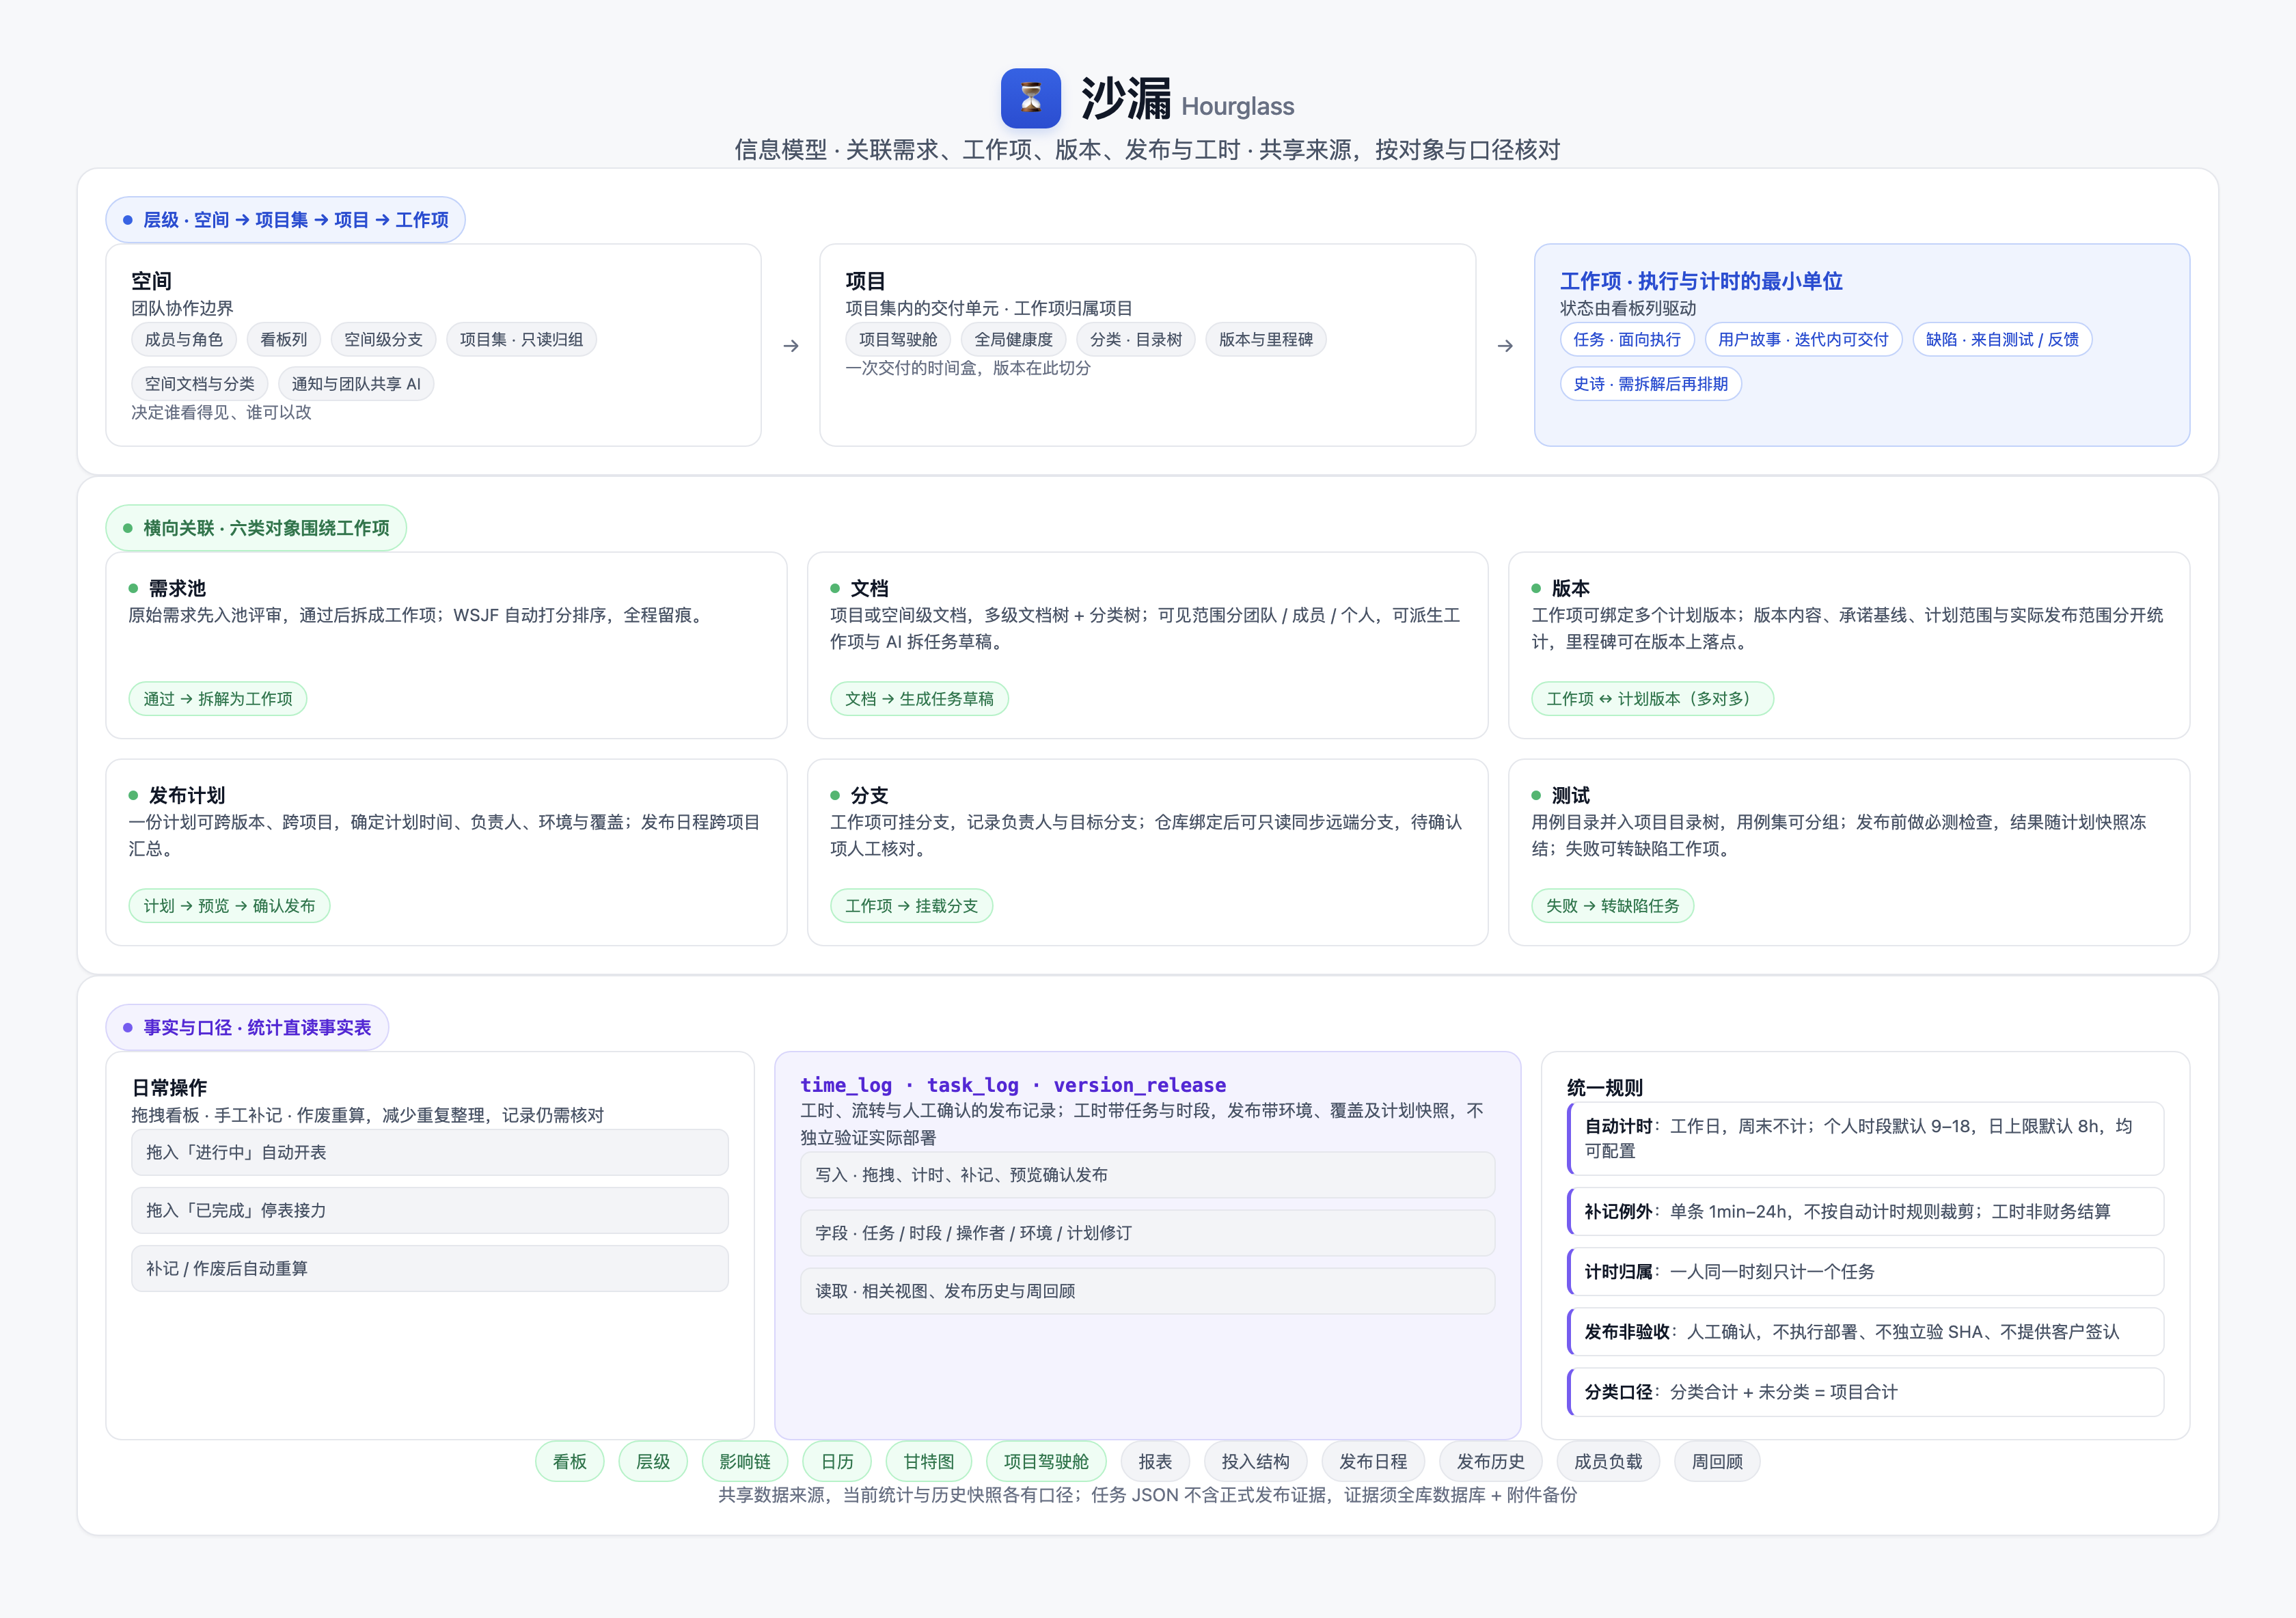 沙漏 Hourglass
信息模型 · 关联需求、工作项、版本、发布与工时 · 共享来源，按对象与口径核对
层级 · 空间 → 项目集 → 项目 → 工作项
空间
团队协作边界
成员与角色 看板列 空间级分支 项目集 · 只读归组
空间文档与分类 通知与团队共享 AI
决定谁看得见、谁可以改
→
项目
项目集内的交付单元 · 工作项归属项目
项目驾驶舱 全局健康度 分类 · 目录树 版本与里程碑
一次交付的时间盒，版本在此切分
→
工作项 · 执行与计时的最小单位
状态由看板列驱动
任务 · 面向执行 用户故事 · 迭代内可交付 缺陷 · 来自测试 / 反馈
史诗 · 需拆解后再排期
横向关联 · 六类对象围绕工作项
需求池
原始需求先入池评审，通过后拆成工作项；WSJF 自动打分排序，全程留痕。
通过 → 拆解为工作项
文档
项目或空间级文档，多级文档树 + 分类树；可见范围分团队 / 成员 / 个人，可派生工
作项与 AI 拆任务草稿。
文档 → 生成任务草稿
版本
工作项可绑定多个计划版本；版本内容、承诺基线、计划范围与实际发布范围分开统
计，里程碑可在版本上落点。
工作项 ↔ 计划版本（多对多）
发布计划
一份计划可跨版本、跨项目，确定计划时间、负责人、环境与覆盖；发布日程跨项目
汇总。
计划 → 预览 → 确认发布
分支
工作项可挂分支，记录负责人与目标分支；仓库绑定后可只读同步远端分支，待确认
项人工核对。
工作项 → 挂载分支
测试
用例目录并入项目目录树，用例集可分组；发布前做必测检查，结果随计划快照冻
结；失败可转缺陷工作项。
失败 → 转缺陷任务
事实与口径 · 统计直读事实表
日常操作
拖拽看板 · 手工补记 · 作废重算，减少重复整理，记录仍需核对
拖入「进行中」自动开表
拖入「已完成」停表接力
补记 / 作废后自动重算
time_log · task_log · version_release
工时、流转与人工确认的发布记录；工时带任务与时段，发布带环境、覆盖及计划快照，不
独立验证实际部署
写入 · 拖拽、计时、补记、预览确认发布
字段 · 任务 / 时段 / 操作者 / 环境 / 计划修订
读取 · 相关视图、发布历史与周回顾
统一规则
自动计时：工作日，周末不计；个人时段默认 9–18，日上限默认 8h，均
可配置
补记例外：单条 1min–24h，不按自动计时规则裁剪；工时非财务结算
计时归属：一人同一时刻只计一个任务
发布非验收：人工确认，不执行部署、不独立验 SHA、不提供客户签认
分类口径：分类合计 + 未分类 = 项目合计
看板 层级 影响链 日历 甘特图 项目驾驶舱 报表 投入结构 发布日程 发布历史 成员负载 周回顾
共享数据来源，当前统计与历史快照各有口径；任务 JSON 不含正式发布证据，证据须全库数据库 + 附件备份